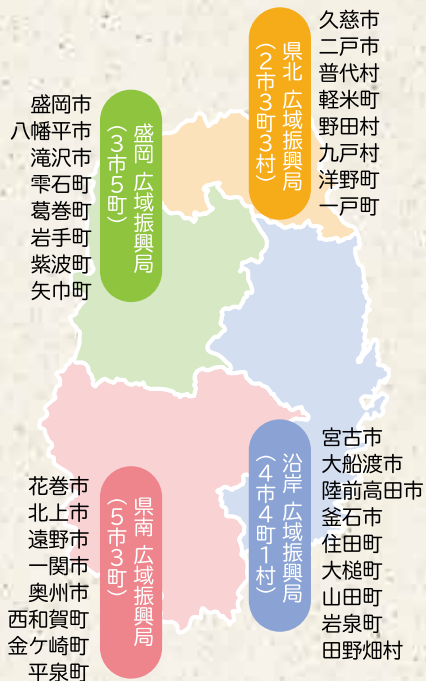 県北 広域振興局
（2市3町3村）
久慈市
二戸市
普代村
軽米町
野田村
九戸村
洋野町
一戸町
盛岡 広域振興局
（3市5町）
盛岡市
八幡平市
滝沢市
雫石町
葛巻町
岩手町
紫波町
矢巾町
沿岸 広域振興局
（4市4町1村）
宮古市
大船渡市
陸前高田市
釜石市
住田町
大槌町
山田町
岩泉町
田野畑村
県南 広域振興局
（5市3町）
花巻市
北上市
遠野市
一関市
奥州市
西和賀町
金ケ崎町
平泉町